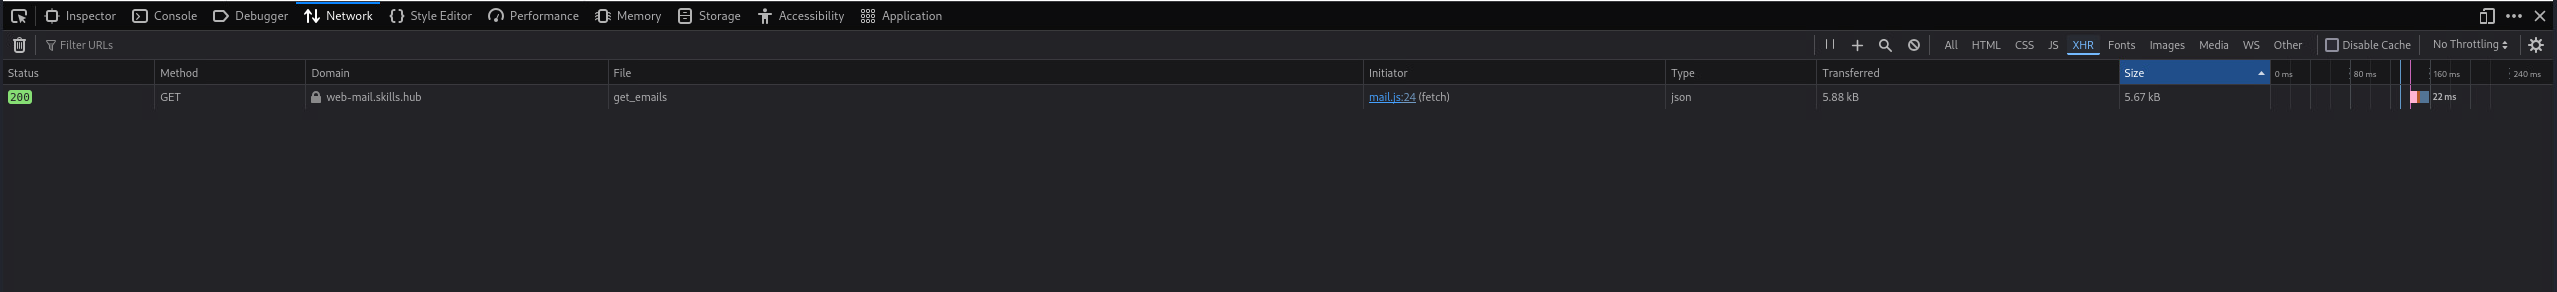 Inspector Console Debugger Network Style Editor Performance Memory Storage Accessibility Application
Filter URLs All HTML CSS JS XHR Fonts Images Media WS Other Disable Cache No Throttling
Status Method Domain File Initiator Type Transferred Size 0 ms 80 ms 160 ms 240 ms
200 GET web-mail.skills.hub get_emails mail.js:24 (fetch) json 5.88 kB 5.67 kB 22 ms